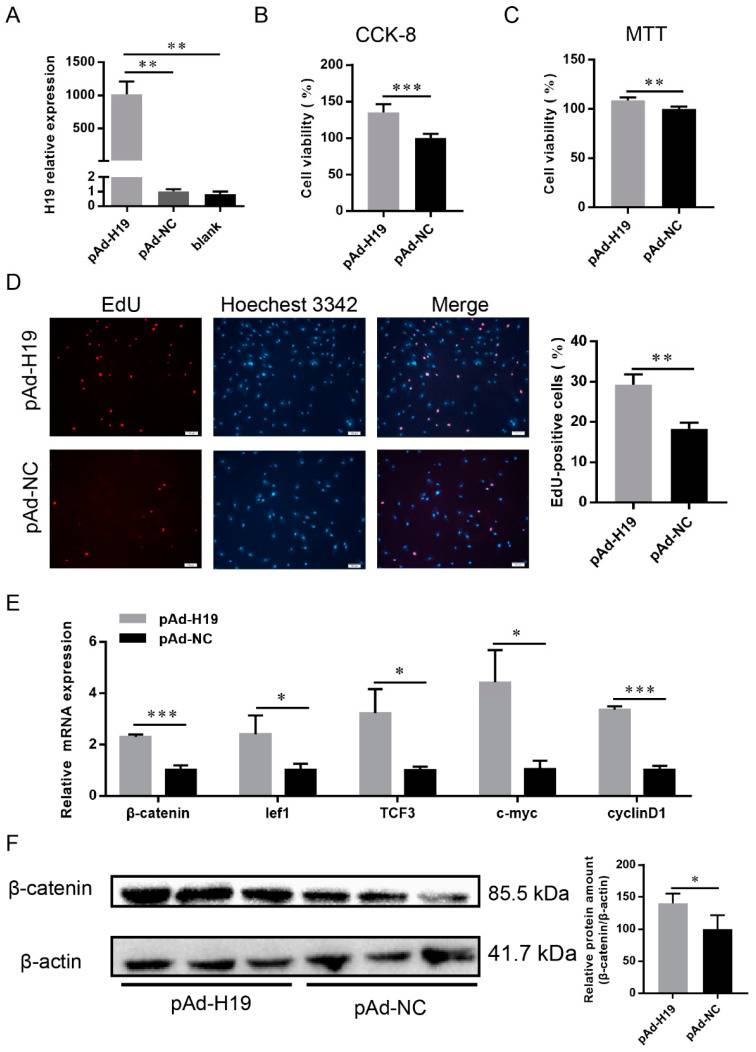 A
H19 relative expression
1500
1000
500
2
1
0
**
**
pAd-H19
pAd-NC
blank
B
CCK-8
Cell viability ( %)
200
150
100
50
0
***
pAd-H19
pAd-NC
C
MTT
Cell viability ( %)
150
100
50
0
**
pAd-H19
pAd-NC
D
EdU
Hoechest 3342
Merge
pAd-H19
pAd-NC
EdU-positive cells ( %)
40
30
20
10
0
**
pAd-H19
pAd-NC
E
pAd-H19
pAd-NC
Relative mRNA expression
6
4
2
0
***
*
*
*
***
β-catenin
lef1
TCF3
c-myc
cyclinD1
F
β-catenin
85.5 kDa
β-actin
41.7 kDa
pAd-H19
pAd-NC
Relative protein amount
(β-catenin/β-actin)
200
150
100
50
0
*
pAd-H19
pAd-NC